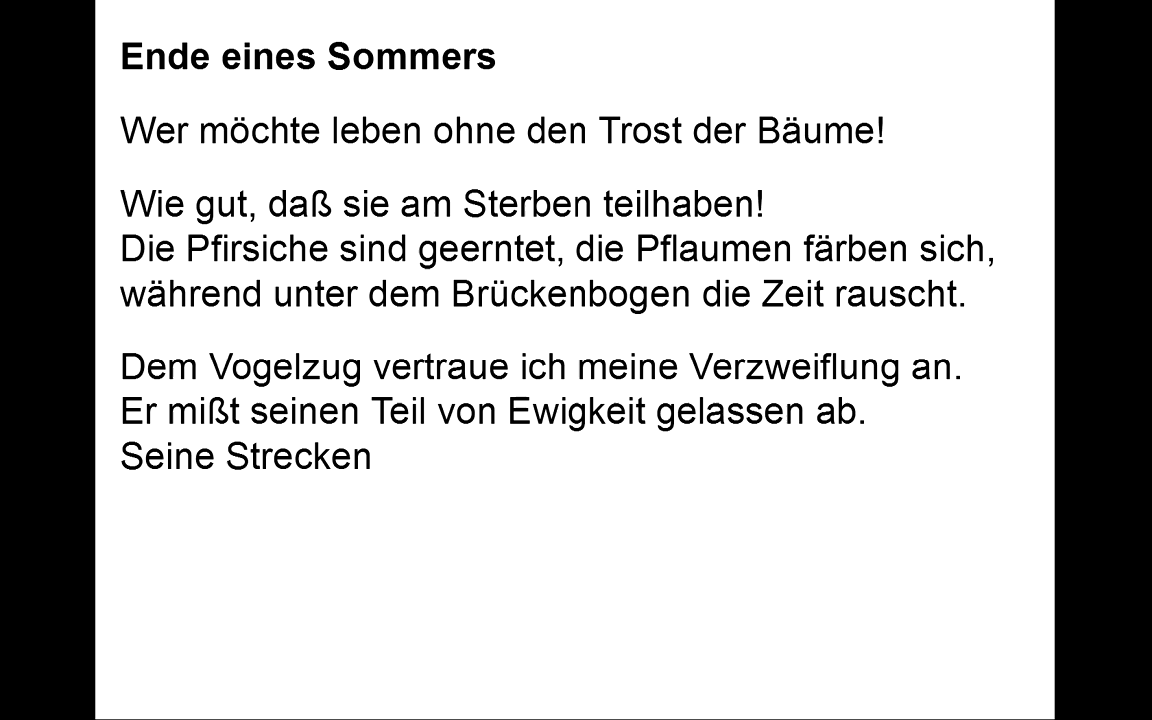 Ende eines Sommers
Wer möchte leben ohne den Trost der Bäume!
Wie gut, daß sie am Sterben teilhaben!
Die Pfirsiche sind geerntet, die Pflaumen färben sich,
während unter dem Brückenbogen die Zeit rauscht.
Dem Vogelzug vertraue ich meine Verzweiflung an.
Er mißt seinen Teil von Ewigkeit gelassen ab.
Seine Strecken